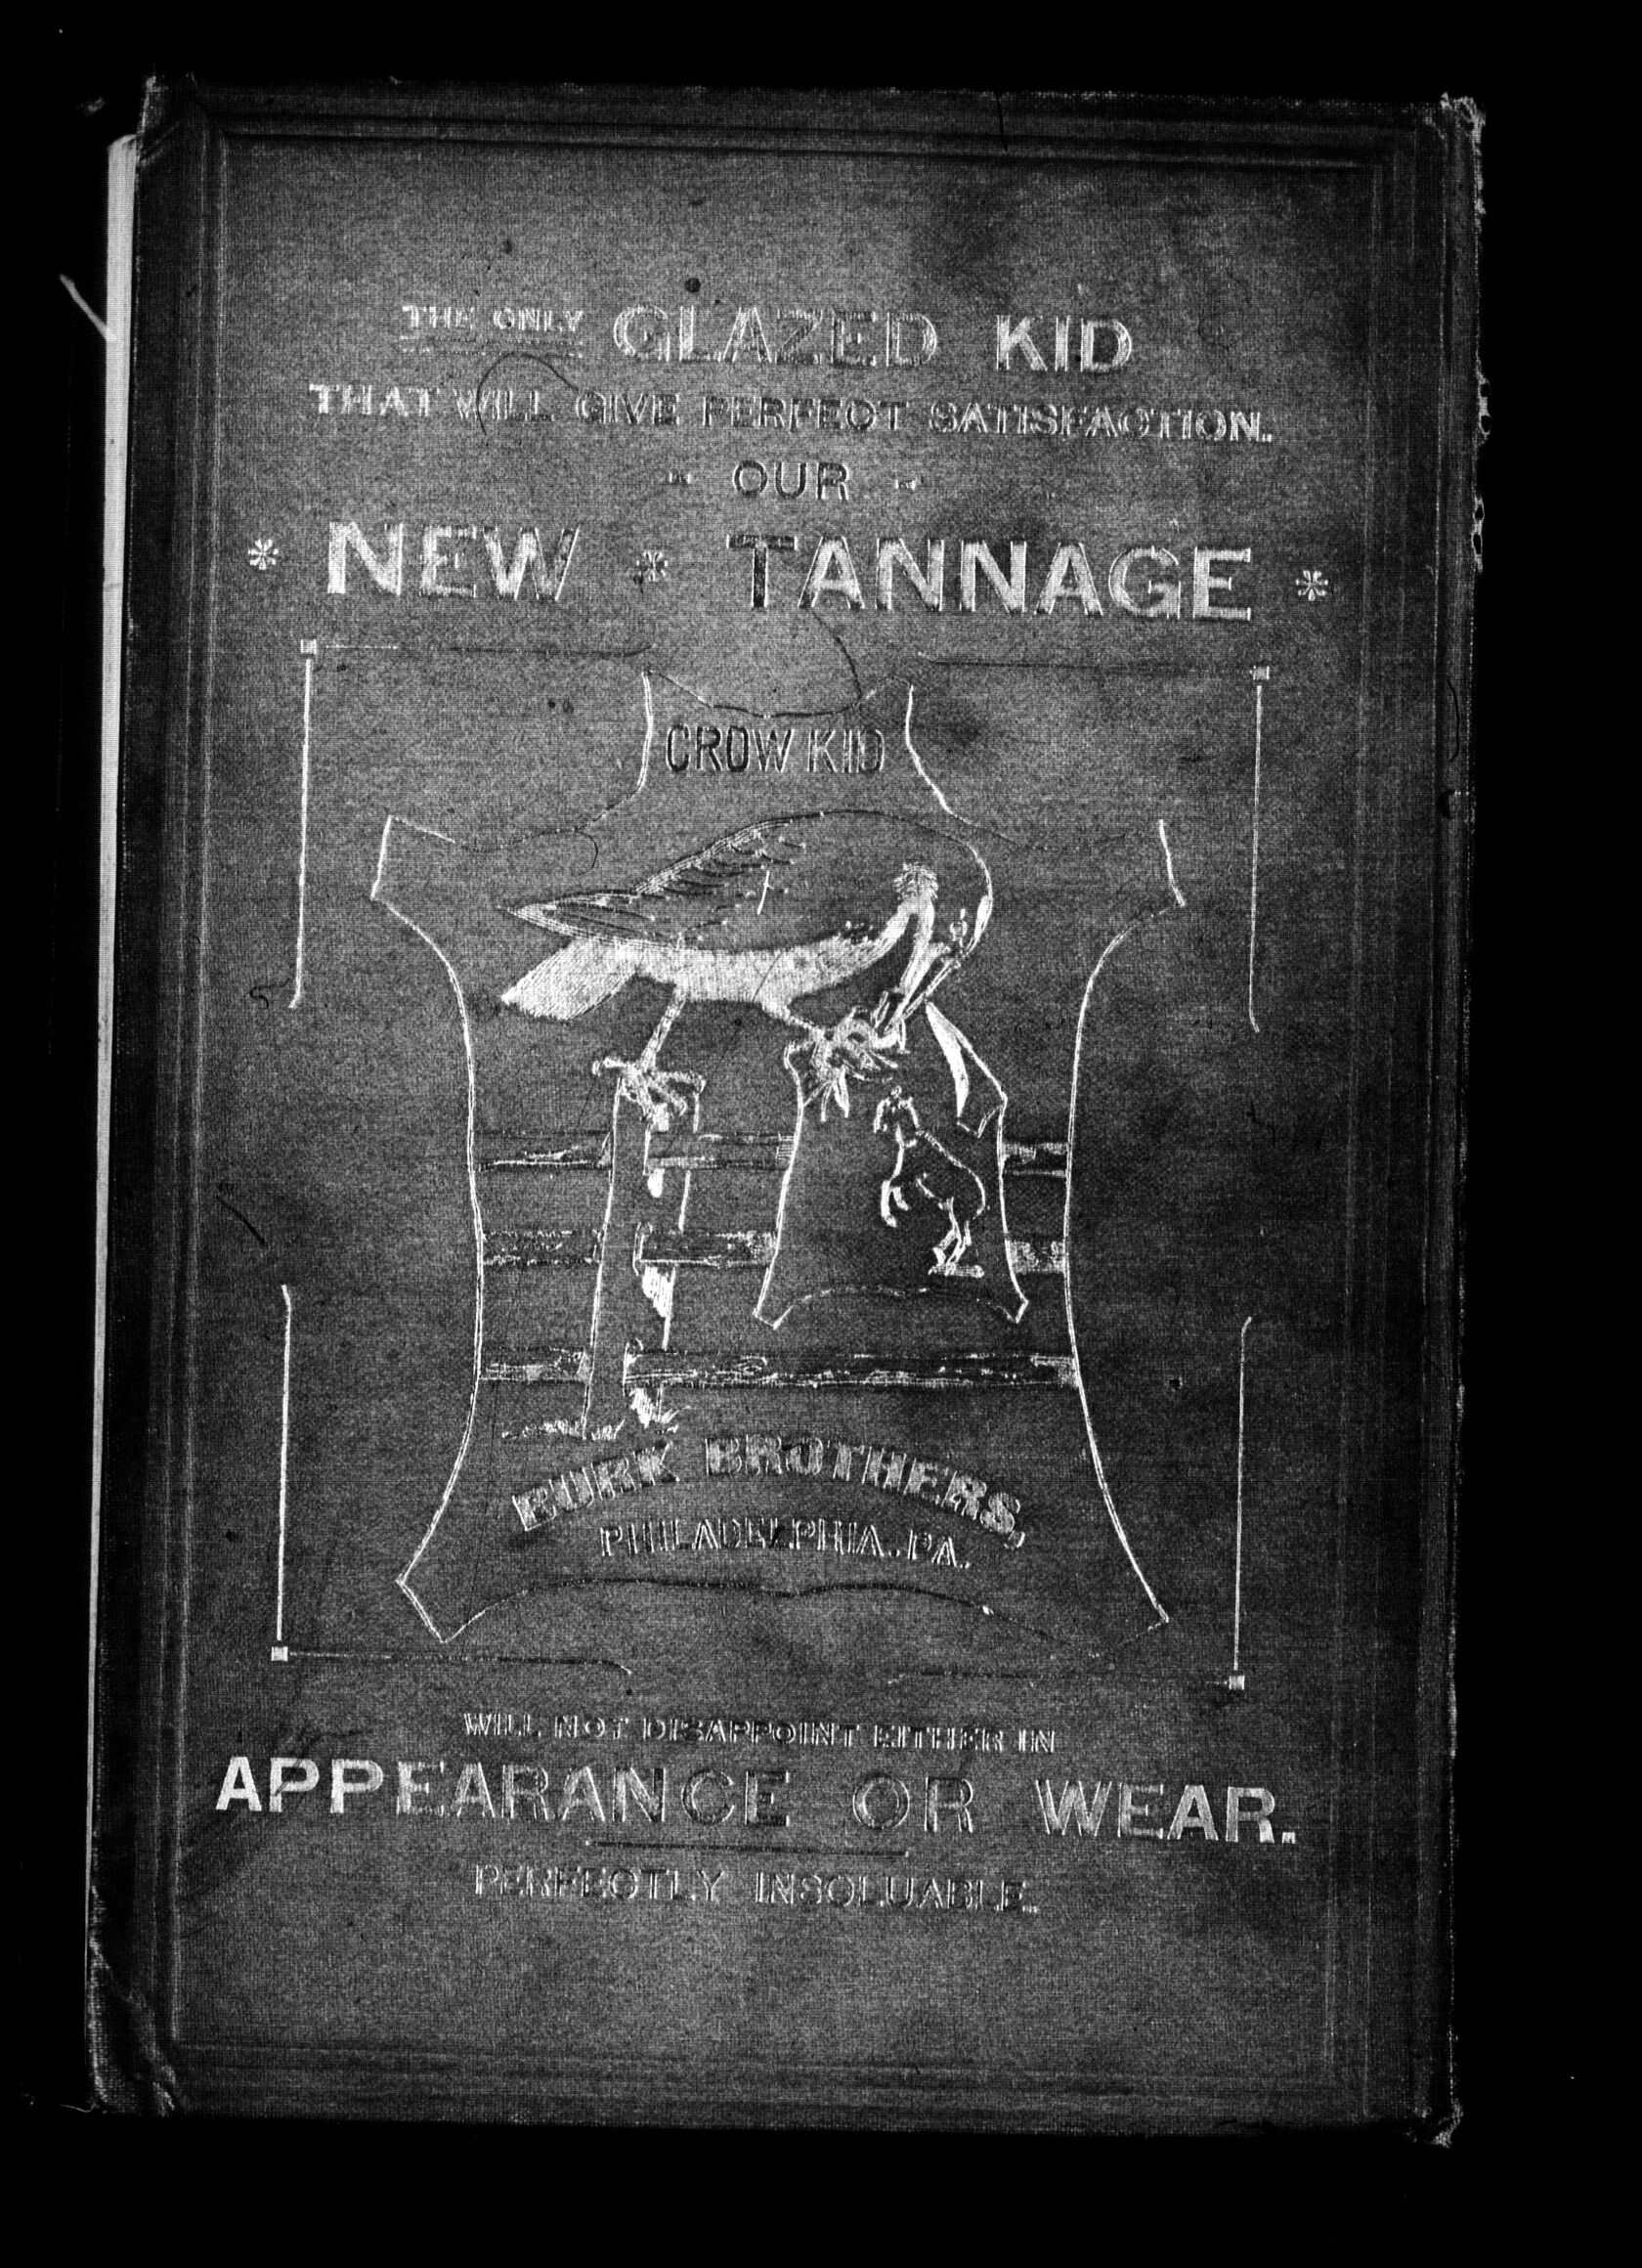 THE ONLY GLAZED KID
THAT WILL GIVE PERFECT SATISFACTION.
- OUR -
* NEW * TANNAGE *
CROW KID
BURK BROTHERS,
PHILADELPHIA, PA.
WILL NOT DISAPPOINT EITHER IN
APPEARANCE OR WEAR.
PERFECTLY INSOLUABLE.